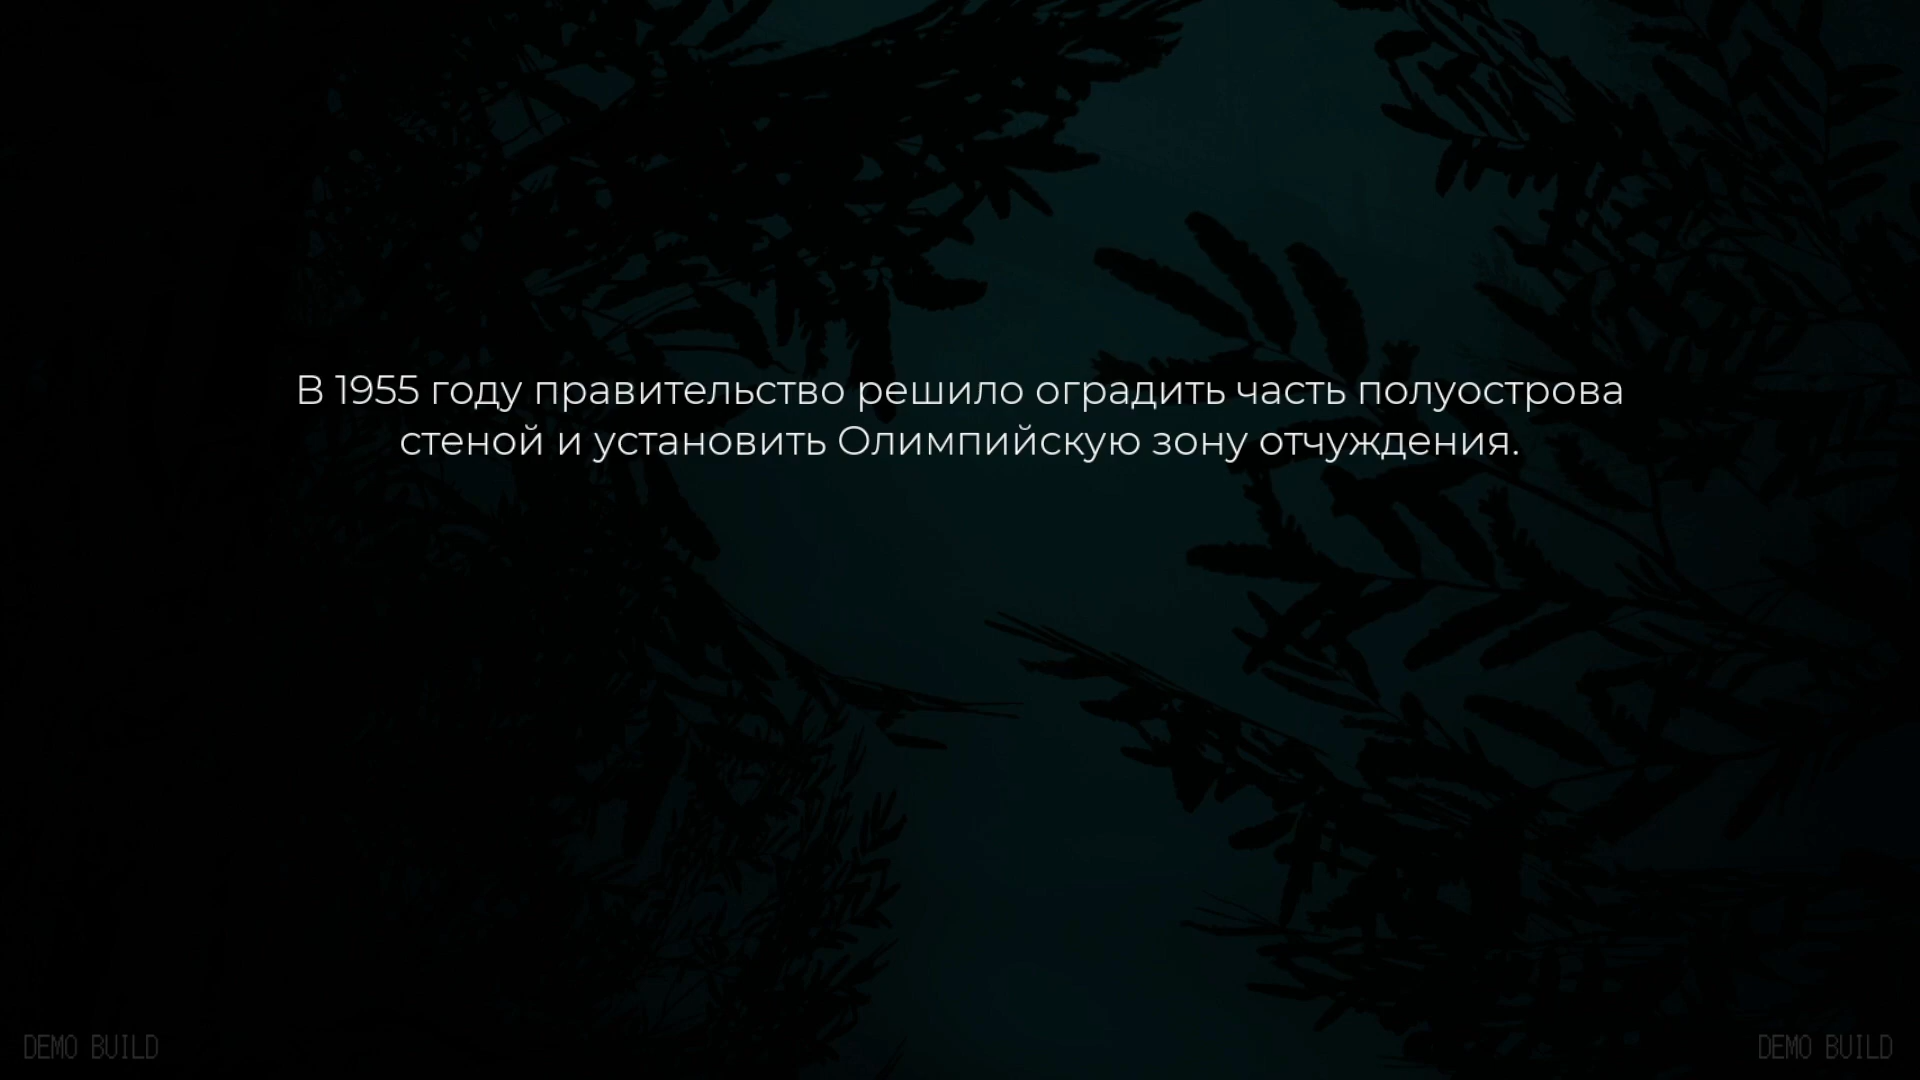 В 1955 году правительство решило оградить часть полуострова
стеной и установить Олимпийскую зону отчуждения.
DEMO BUILD
DEMO BUILD